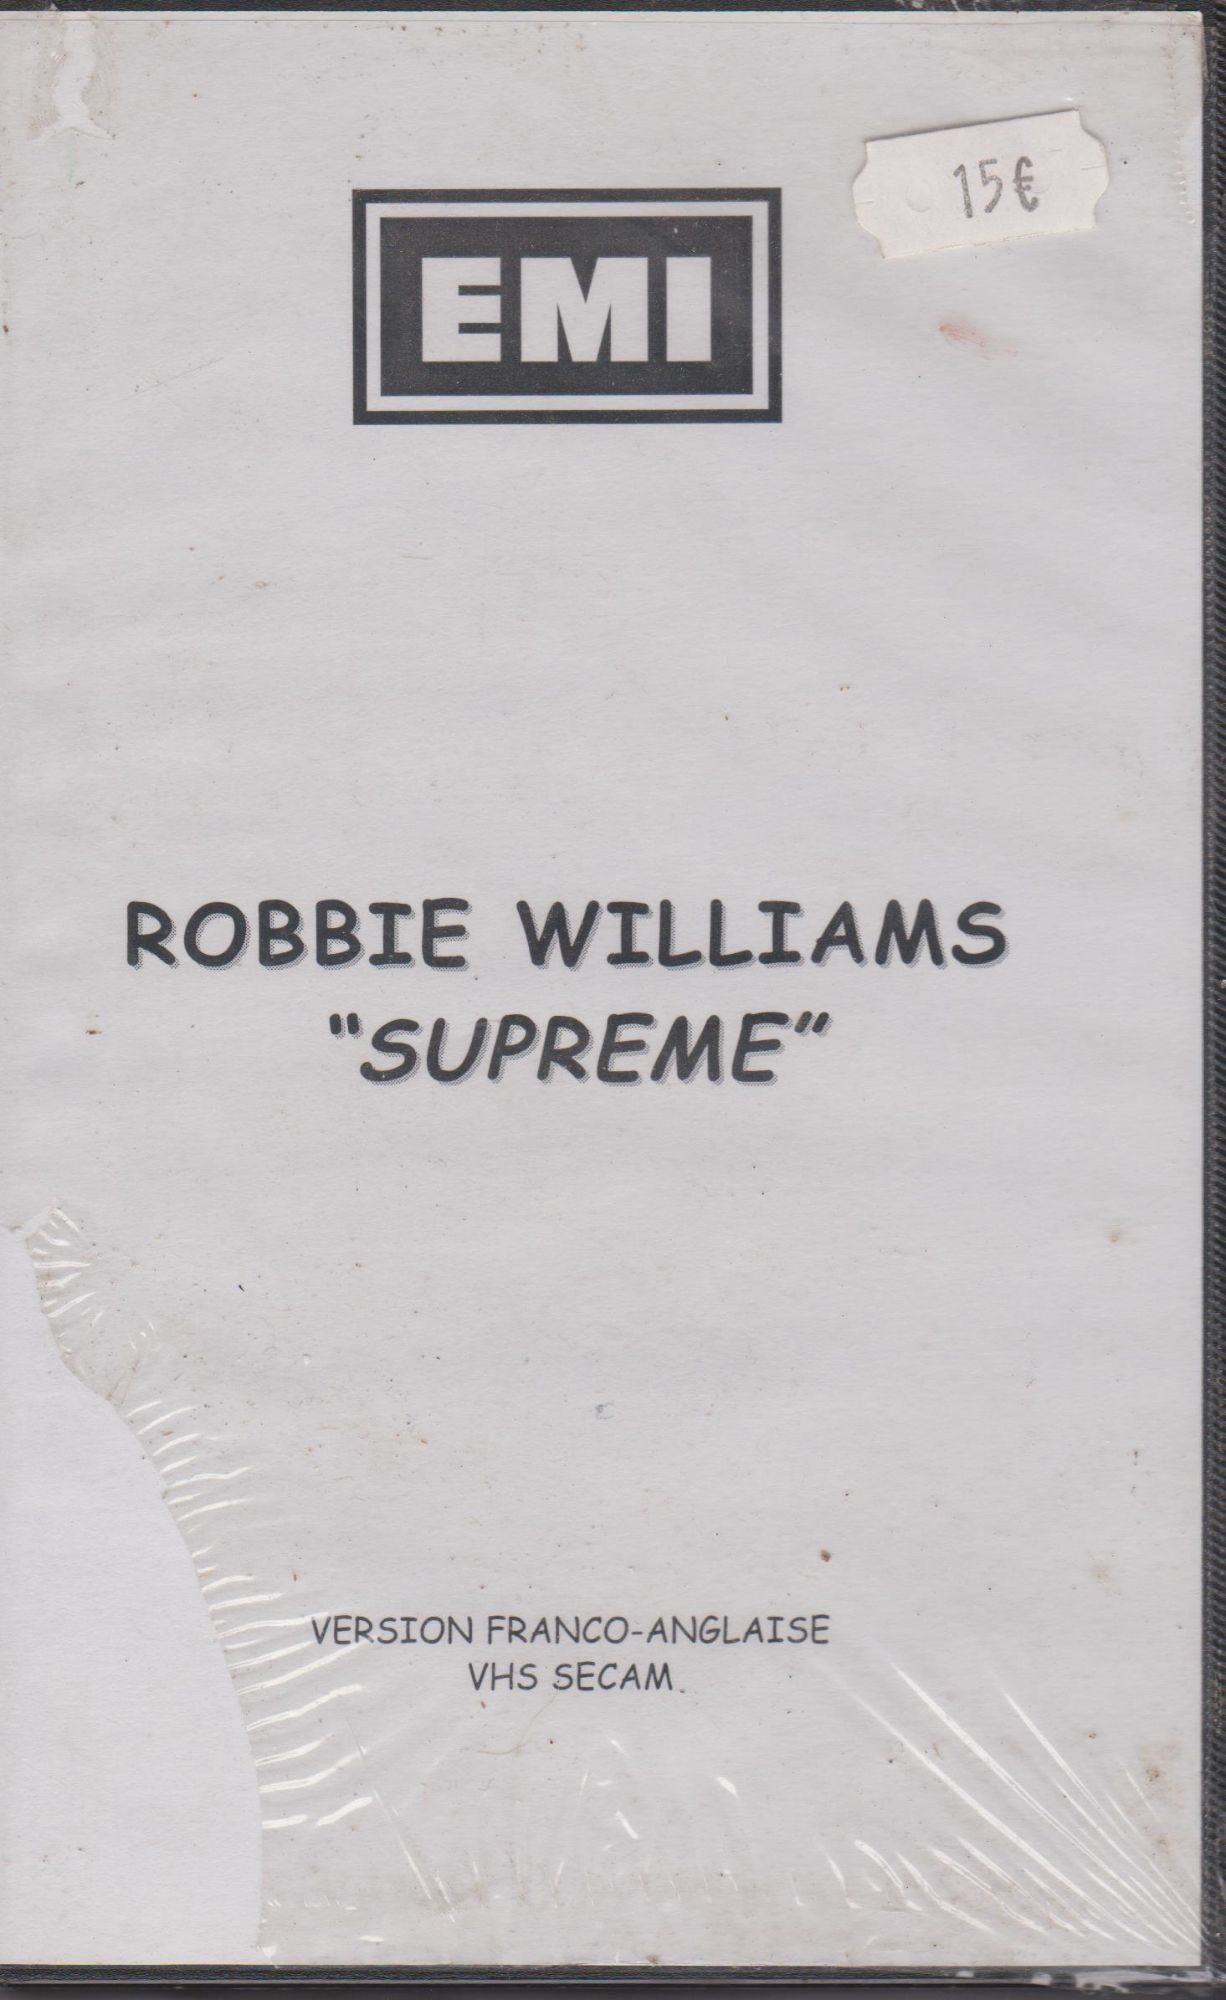 15€
EMI
ROBBIE WILLIAMS
“SUPREME”
VERSION FRANCO-ANGLAISE
VHS SECAM